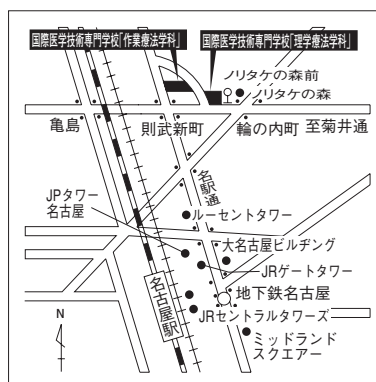 国際医学技術専門学校「作業療法学科」
国際医学技術専門学校「理学療法学科」
ノリタケの森前
ノリタケの森
亀島
則武新町
輪の内町
至菊井通
名駅通
JPタワー
名古屋
ルーセントタワー
大名古屋ビルヂング
JRゲートタワー
名古屋駅
地下鉄名古屋
JRセントラルタワーズ
ミッドランド
スクエアー
N